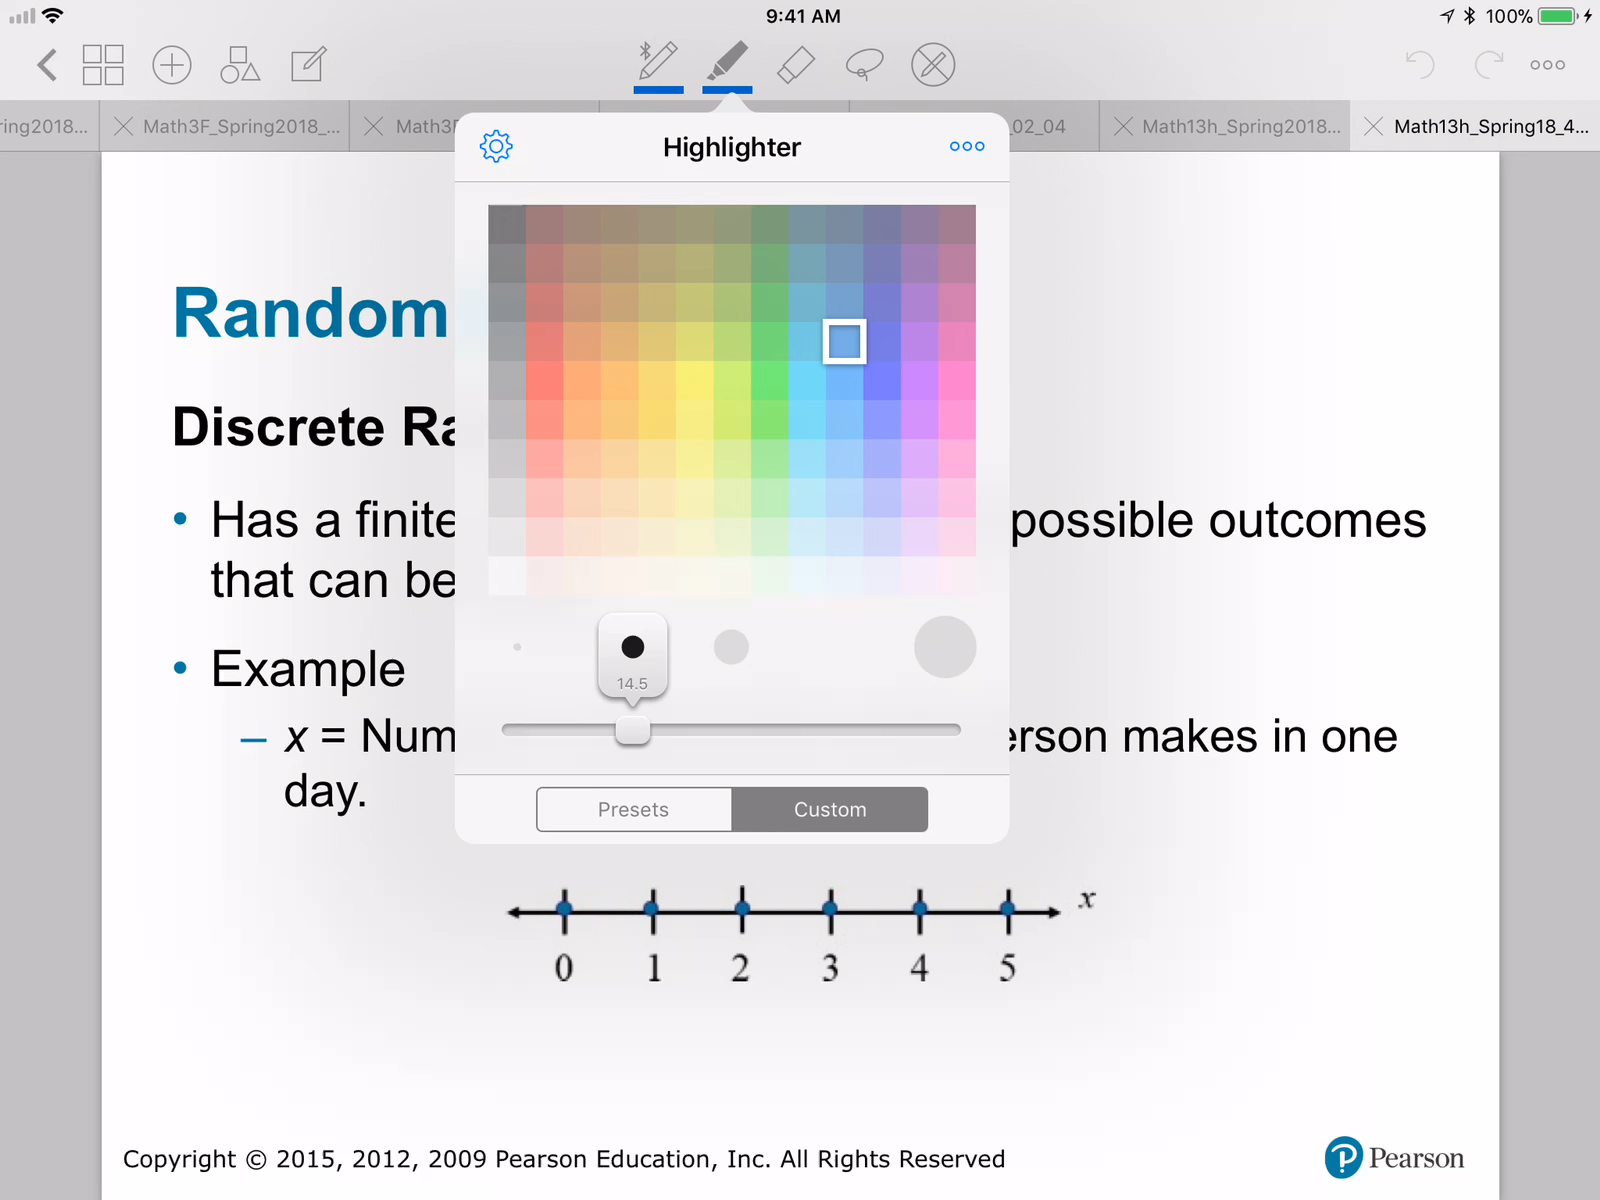 9:41 AM
100%
ring2018...
Math3F_Spring2018_...
Math3F
_02_04
Math13h_Spring2018...
Math13h_Spring18_4...
Highlighter
Random
Discrete Ra
• Has a finite possible outcomes
that can be
• Example
– x = Num erson makes in one
day.
14.5
Presets
Custom
x
0 1 2 3 4 5
Copyright © 2015, 2012, 2009 Pearson Education, Inc. All Rights Reserved
P Pearson